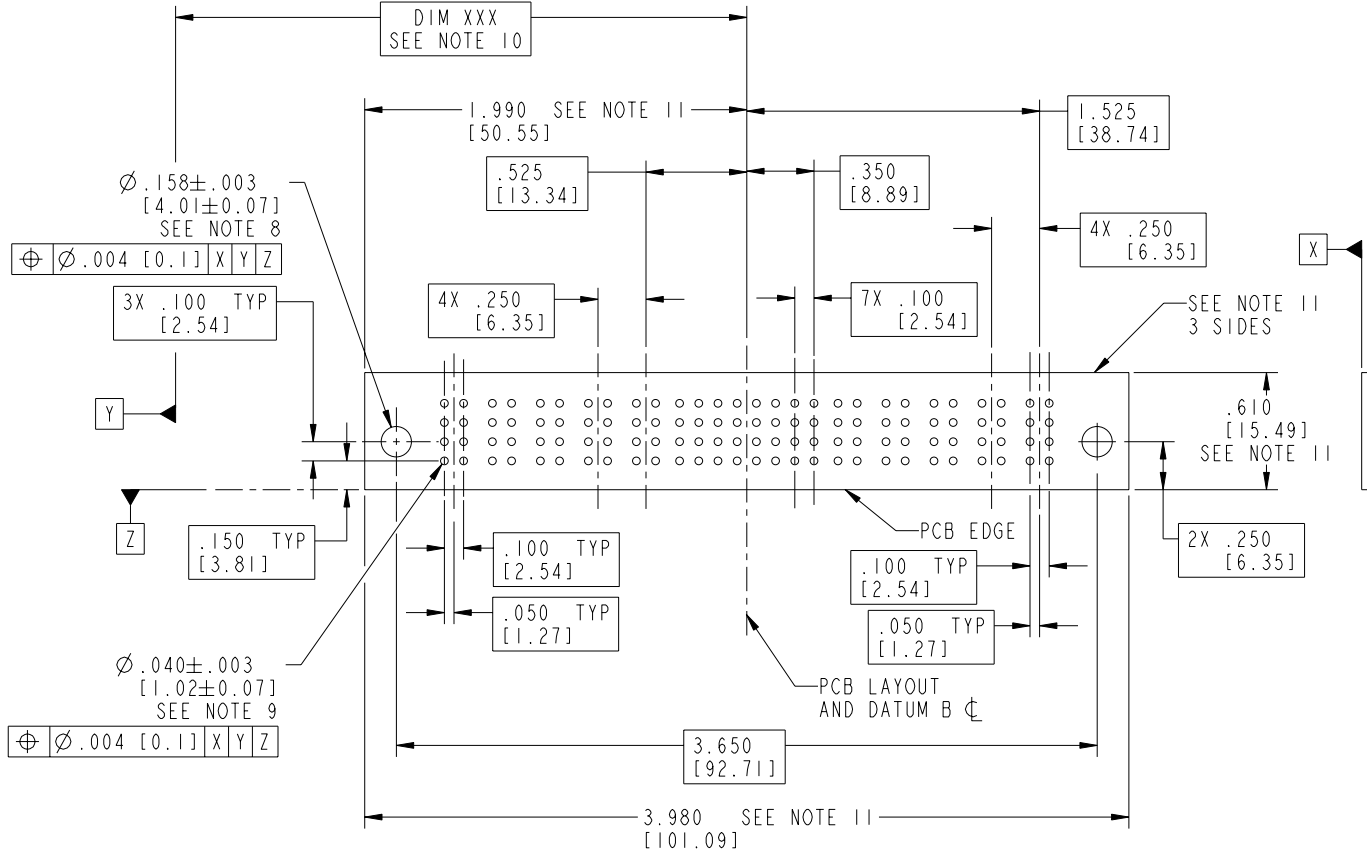 DIM XXX
SEE NOTE 10
1.990 SEE NOTE 11
[50.55]
1.525
[38.74]
.525
[13.34]
.350
[8.89]
Ø.158±.003
[4.01±0.07]
SEE NOTE 8
⌖ Ø.004 [0.1] X Y Z
4X .250
[6.35]
X
3X .100 TYP
[2.54]
4X .250
[6.35]
7X .100
[2.54]
SEE NOTE 11
3 SIDES
Y
.610
[15.49]
SEE NOTE 11
Z
.150 TYP
[3.81]
.100 TYP
[2.54]
PCB EDGE
2X .250
[6.35]
.100 TYP
[2.54]
.050 TYP
[1.27]
.050 TYP
[1.27]
Ø.040±.003
[1.02±0.07]
SEE NOTE 9
⌖ Ø.004 [0.1] X Y Z
PCB LAYOUT
AND DATUM B ℄
3.650
[92.71]
3.980 SEE NOTE 11
[101.09]